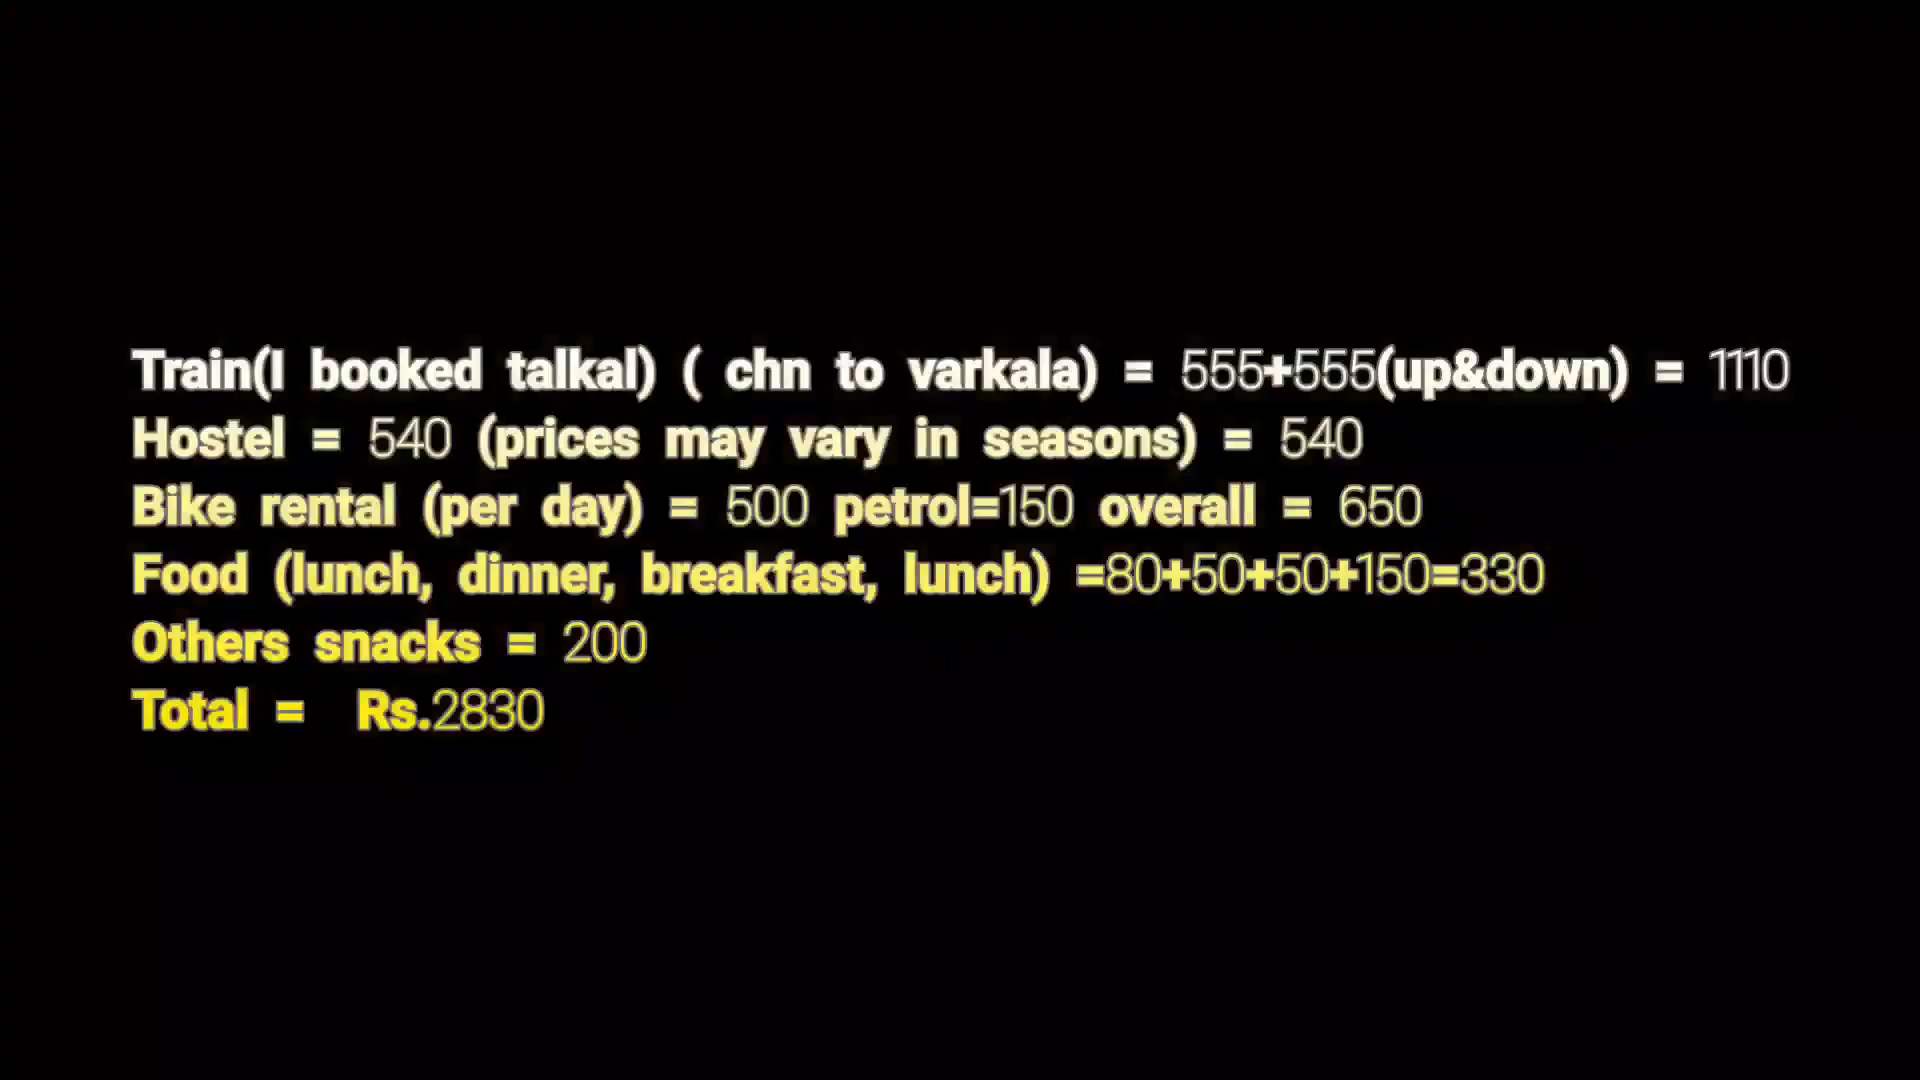 Train(I booked talkal) ( chn to varkala) = 555+555(up&down) = 1110
Hostel = 540 (prices may vary in seasons) = 540
Bike rental (per day) = 500 petrol=150 overall = 650
Food (lunch, dinner, breakfast, lunch) =80+50+50+150=330
Others snacks = 200
Total = Rs.2830